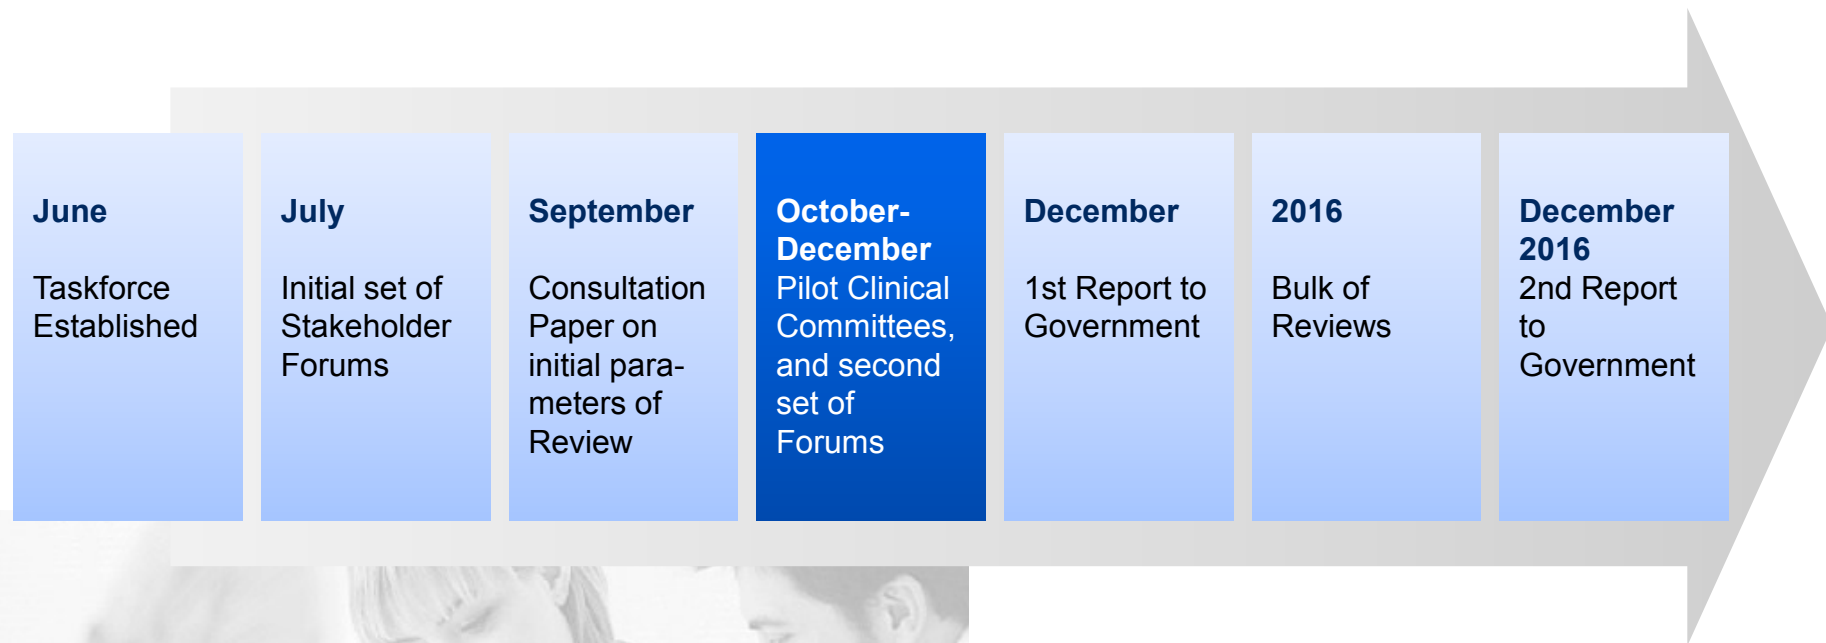 June
Taskforce
Established
July
Initial set of
Stakeholder
Forums
September
Consultation
Paper on
initial para-
meters of
Review
October-
December
Pilot Clinical
Committees,
and second
set of
Forums
December
1st Report to
Government
2016
Bulk of
Reviews
December
2016
2nd Report
to
Government